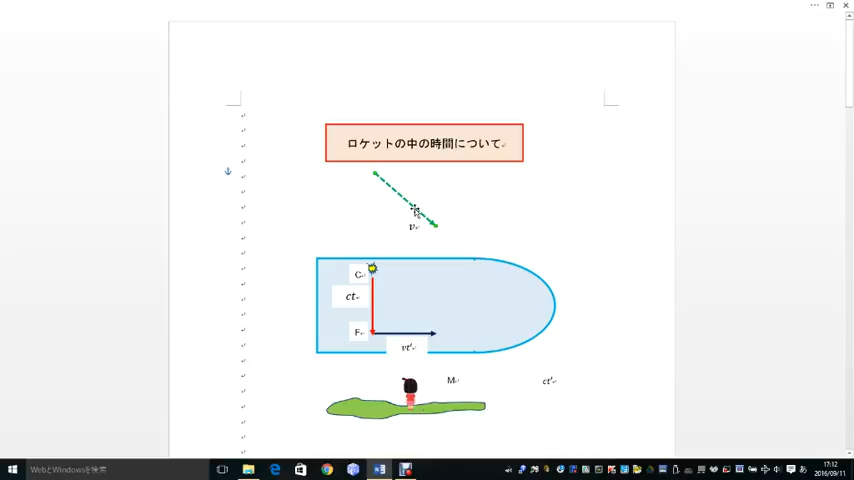 ロケットの中の時間について
v
C
ct
F
vt′
M
ct′
WebとWindowsを検索
あ
17:12
2016/09/11